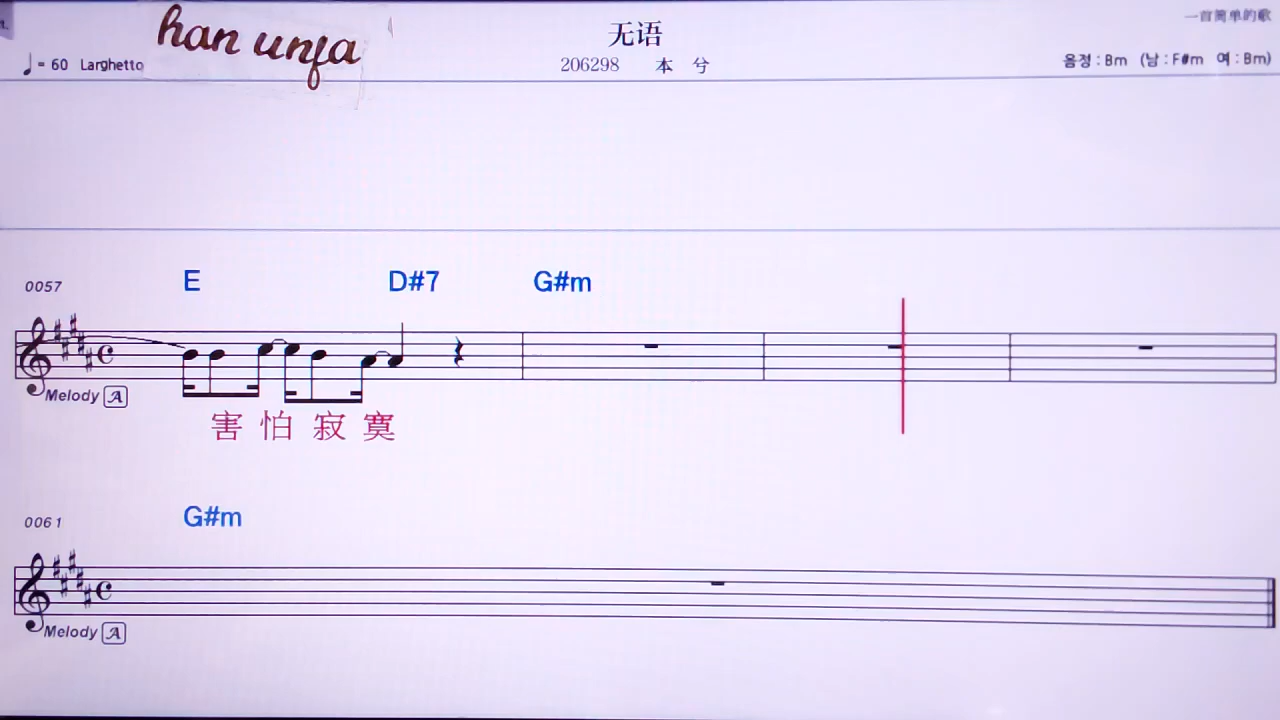 han unfa
无语
一首简单的歌
♩ = 60 Larghetto
206298 本 兮
음정 : Bm (남 : F#m 여 : Bm)
0057
E D#7 G#m
Melody A
害 怕 寂 寞
0061
G#m
Melody A